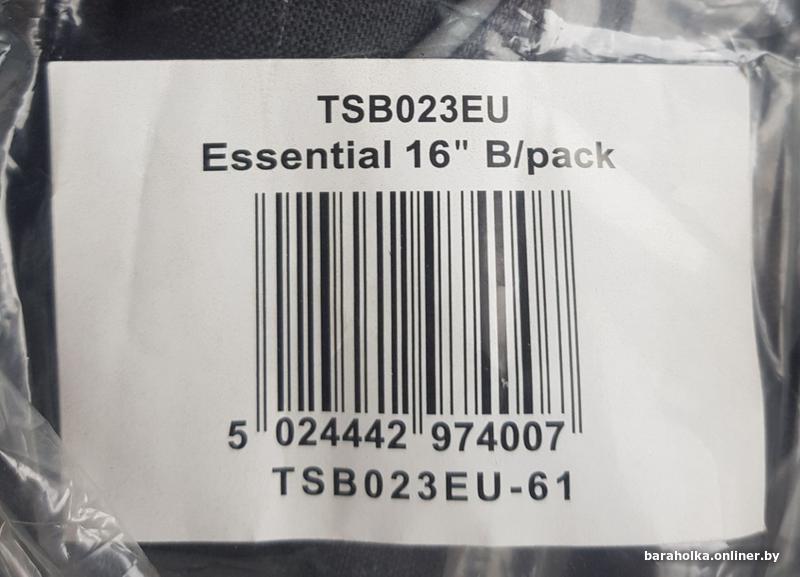 TSB023EU
Essential 16" B/pack
5 024442 974007
TSB023EU-61
baraholka.onliner.by